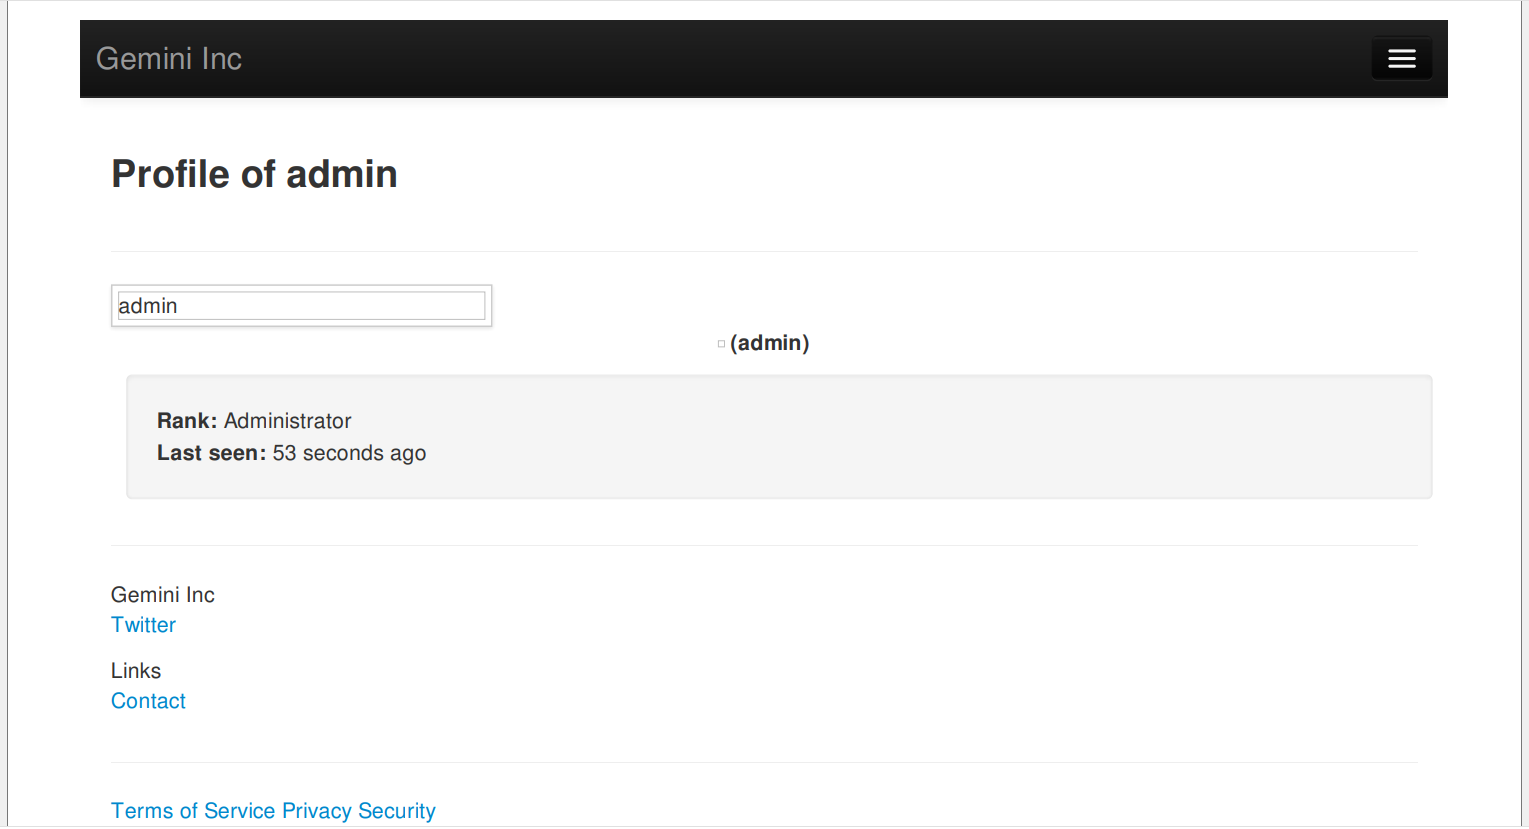 Gemini Inc
Profile of admin
admin
(admin)
Rank: Administrator
Last seen: 53 seconds ago
Gemini Inc
Twitter
Links
Contact
Terms of Service Privacy Security